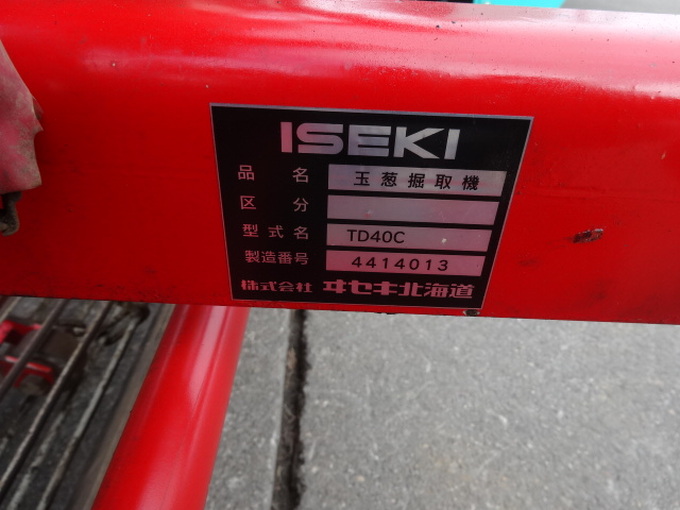 ISEKI
品名 玉葱掘取機
区分
型式名 TD40C
製造番号 4414013
株式会社 ヰセキ北海道